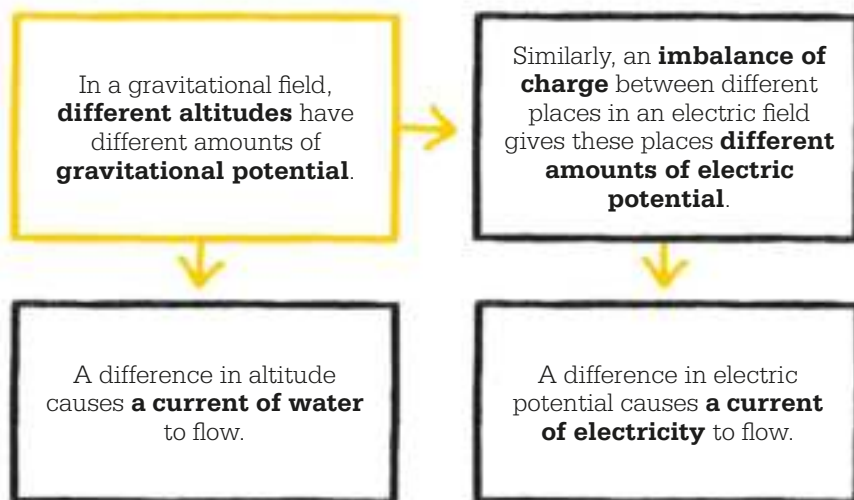 In a gravitational field,
different altitudes have
different amounts of
gravitational potential.
Similarly, an imbalance of
charge between different
places in an electric field
gives these places different
amounts of electric
potential.
A difference in altitude
causes a current of water
to flow.
A difference in electric
potential causes a current
of electricity to flow.